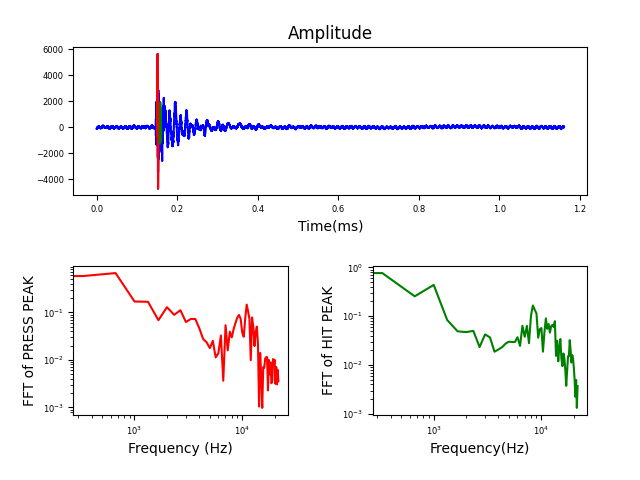 Amplitude
6000
4000
2000
0
−2000
−4000
0.0 0.2 0.4 0.6 0.8 1.0 1.2
Time(ms)
FFT of PRESS PEAK
10⁻¹
10⁻²
10⁻³
10³ 10⁴
Frequency (Hz)
FFT of HIT PEAK
10⁰
10⁻¹
10⁻²
10⁻³
10³ 10⁴
Frequency(Hz)